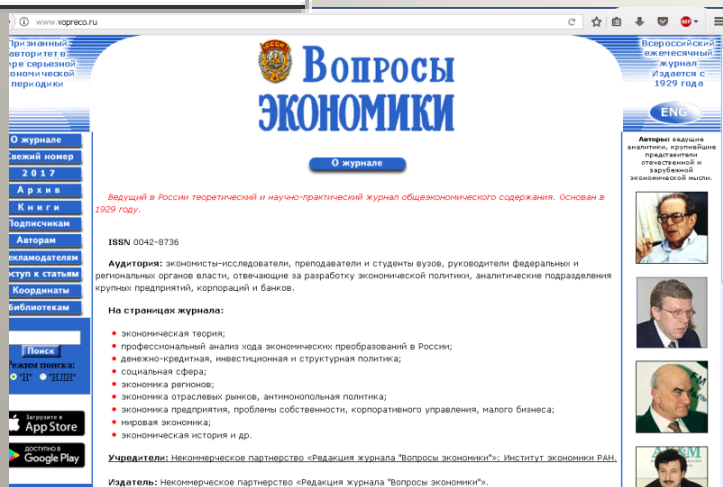 www.vopreco.ru
Признанный
авторитет в
мире серьезной
экономической
периодики
Вопросы
ЭКОНОМИКИ
Всероссийский
ежемесячный
журнал
Издается с
1929 года
ENG
О журнале
Свежий номер
2 0 1 7
А р х и в
К н и г и
Подписчикам
Авторам
Рекламодателям
Доступ к статьям
Координаты
Библиотекам
Поиск
Режим поиска:
"И" "ИЛИ"
Загрузите в
App Store
ДОСТУПНО В
Google Play
О журнале
Ведущий в России теоретический и научно-практический журнал общеэкономического содержания. Основан в
1929 году.
ISSN 0042-8736
Аудитория: экономисты-исследователи, преподаватели и студенты вузов, руководители федеральных и
региональных органов власти, отвечающие за разработку экономической политики, аналитические подразделения
крупных предприятий, корпораций и банков.
На страницах журнала:
экономическая теория;
профессиональный анализ хода экономических преобразований в России;
денежно-кредитная, инвестиционная и структурная политика;
социальная сфера;
экономика регионов;
экономика отраслевых рынков, антимонопольная политика;
экономика предприятия, проблемы собственности, корпоративного управления, малого бизнеса;
мировая экономика;
экономическая история и др.
Учредители: Некоммерческое партнерство «Редакция журнала "Вопросы экономики"»; Институт экономики РАН.
Издатель: Некоммерческое партнерство «Редакция журнала "Вопросы экономики"».
Авторы: ведущие
аналитики, крупнейшие
представители
отечественной и
зарубежной
экономической мысли.